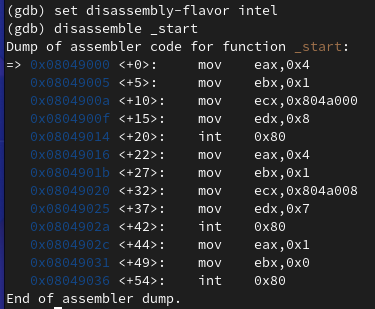 (gdb) set disassembly-flavor intel
(gdb) disassemble _start
Dump of assembler code for function _start:
=> 0x08049000 <+0>: mov eax,0x4
0x08049005 <+5>: mov ebx,0x1
0x0804900a <+10>: mov ecx,0x804a000
0x0804900f <+15>: mov edx,0x8
0x08049014 <+20>: int 0x80
0x08049016 <+22>: mov eax,0x4
0x0804901b <+27>: mov ebx,0x1
0x08049020 <+32>: mov ecx,0x804a008
0x08049025 <+37>: mov edx,0x7
0x0804902a <+42>: int 0x80
0x0804902c <+44>: mov eax,0x1
0x08049031 <+49>: mov ebx,0x0
0x08049036 <+54>: int 0x80
End of assembler dump.